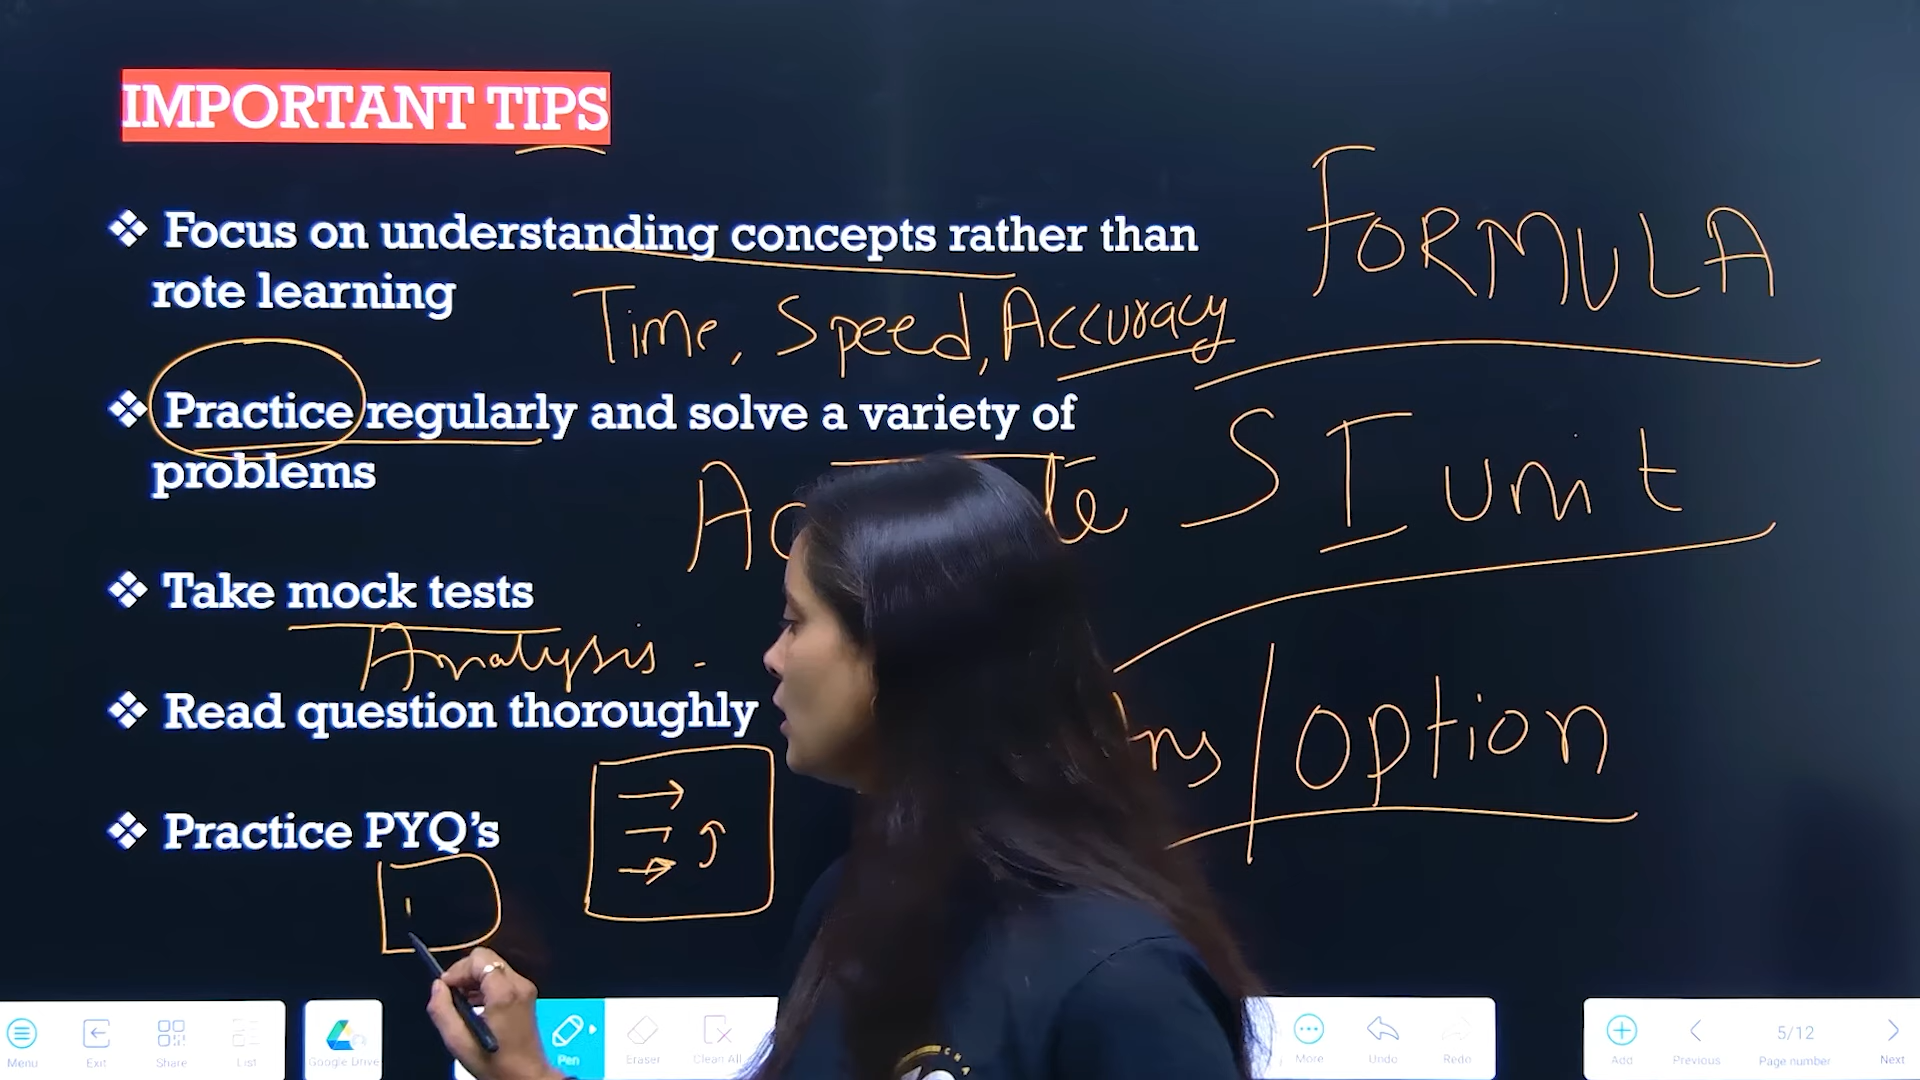 IMPORTANT TIPS
❖ Focus on understanding concepts rather than
rote learning
Time, Speed, Accuracy
FORMULA
❖ Practice regularly and solve a variety of
problems
SI unit
❖ Take mock tests
Analysis
❖ Read question thoroughly
/ option
❖ Practice PYQ's
Menu Exit Share List Google Drive Pen Eraser Clean All More Undo Redo Add Previous 5/12 Page number Next